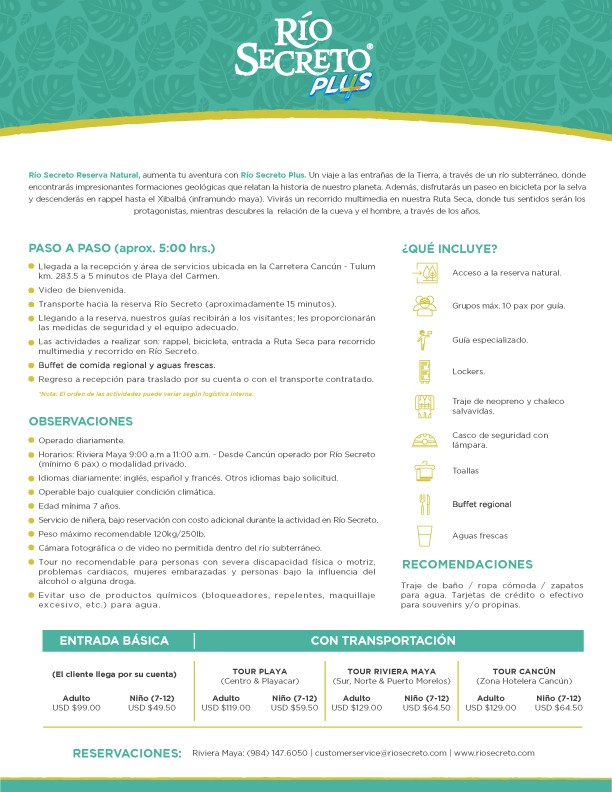 RÍO
SECRETO®
PLUS
Río Secreto Reserva Natural, aumenta tu aventura con Río Secreto Plus. Un viaje a las entrañas de la Tierra, a través de un río subterráneo, donde
encontrarás impresionantes formaciones geológicas que relatan la historia de nuestro planeta. Además, disfrutarás un paseo en bicicleta por la selva
y descenderás en rappel hasta el Xibalbá (inframundo maya). Vivirás un recorrido multimedia en nuestra Ruta Seca, donde tus sentidos serán los
protagonistas, mientras descubres la relación de la cueva y el hombre, a través de los años.
PASO A PASO (aprox. 5:00 hrs.)
Llegada a la recepción y área de servicios ubicada en la Carretera Cancún - Tulum
km. 283.5 a 5 minutos de Playa del Carmen.
Video de bienvenida.
Transporte hacia la reserva Río Secreto (aproximadamente 15 minutos).
Llegando a la reserva, nuestros guías recibirán a los visitantes; les proporcionarán
las medidas de seguridad y el equipo adecuado.
Las actividades a realizar son: rappel, bicicleta, entrada a Ruta Seca para recorrido
multimedia y recorrido en Río Secreto.
Buffet de comida regional y aguas frescas.
Regreso a recepción para traslado por su cuenta o con el transporte contratado.
*Nota: El orden de las actividades puede variar según logística interna.
OBSERVACIONES
Operado diariamente.
Horarios: Riviera Maya 9:00 a.m a 11:00 a.m. - Desde Cancún operado por Río Secreto
(mínimo 6 pax) o modalidad privado.
Idiomas diariamente: inglés, español y francés. Otros idiomas bajo solicitud.
Operable bajo cualquier condición climática.
Edad mínima 7 años.
Servicio de niñera, bajo reservación con costo adicional durante la actividad en Río Secreto.
Peso máximo recomendable 120kg/250lb.
Cámara fotográfica o de video no permitida dentro del río subterráneo.
Tour no recomendable para personas con severa discapacidad física o motriz,
problemas cardiacos, mujeres embarazadas y personas bajo la influencia del
alcohol o alguna droga.
Evitar uso de productos químicos (bloqueadores, repelentes, maquillaje
excesivo, etc.) para agua.
¿QUÉ INCLUYE?
Acceso a la reserva natural.
Grupos máx. 10 pax por guía.
Guía especializado.
Lockers.
Traje de neopreno y chaleco
salvavidas.
Casco de seguridad con
lámpara.
Toallas
Buffet regional
Aguas frescas
RECOMENDACIONES
Traje de baño / ropa cómoda / zapatos
para agua. Tarjetas de crédito o efectivo
para souvenirs y/o propinas.
ENTRADA BÁSICA | CON TRANSPORTACIÓN
(El cliente llega por su cuenta)
Adulto Niño (7-12)
USD $99.00 USD $49.50
TOUR PLAYA
(Centro & Playacar)
Adulto Niño (7-12)
USD $119.00 USD $59.50
TOUR RIVIERA MAYA
(Sur, Norte & Puerto Morelos)
Adulto Niño (7-12)
USD $129.00 USD $64.50
TOUR CANCÚN
(Zona Hotelera Cancún)
Adulto Niño (7-12)
USD $129.00 USD $64.50
RESERVACIONES: Riviera Maya: (984) 147.6050 | customerservice@riosecreto.com | www.riosecreto.com